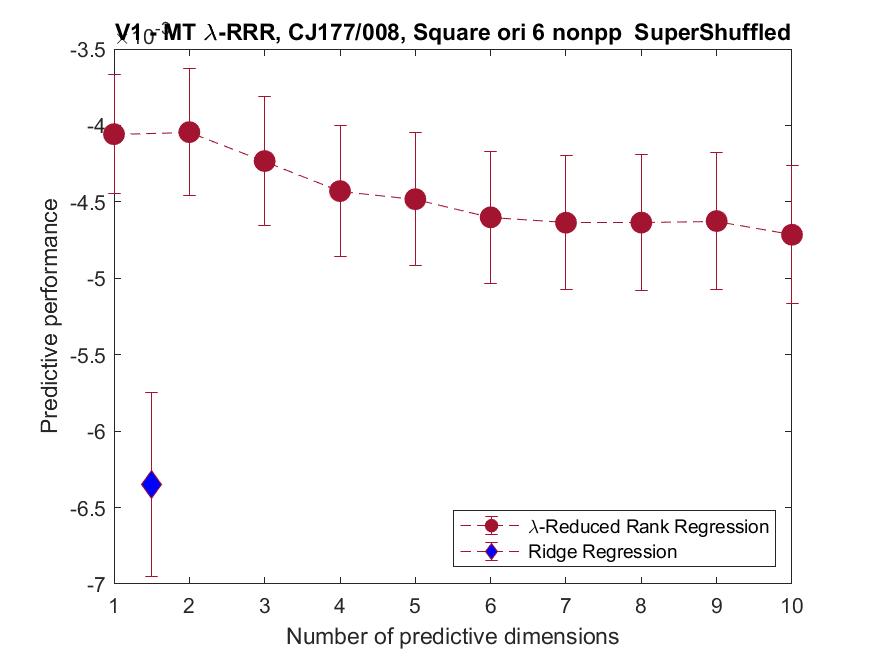 V1 - MT λ-RRR, CJ177/008, Square ori 6 nonpp SuperShuffled
×10⁻³
-3.5
-4
-4.5
-5
-5.5
-6
-6.5
-7
Predictive performance
λ-Reduced Rank Regression
Ridge Regression
1 2 3 4 5 6 7 8 9 10
Number of predictive dimensions